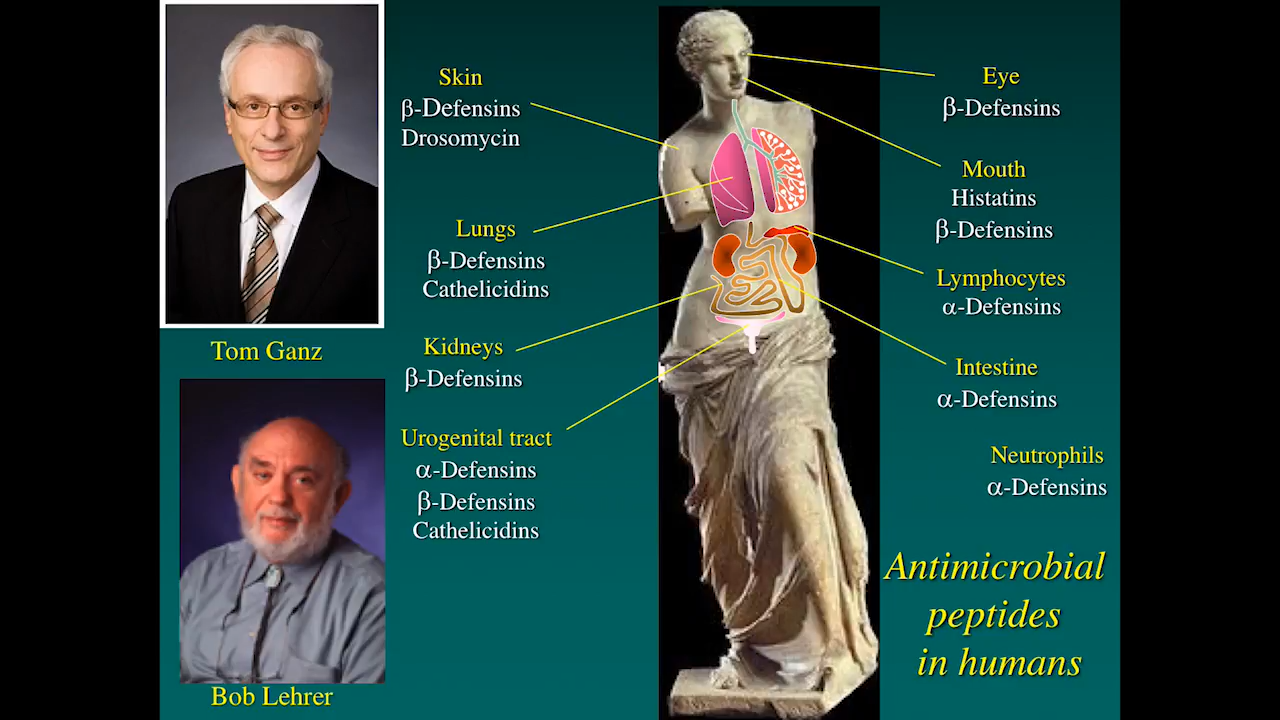 Tom Ganz
Bob Lehrer
Skin
β-Defensins
Drosomycin
Lungs
β-Defensins
Cathelicidins
Kidneys
β-Defensins
Urogenital tract
α-Defensins
β-Defensins
Cathelicidins
Eye
β-Defensins
Mouth
Histatins
β-Defensins
Lymphocytes
α-Defensins
Intestine
α-Defensins
Neutrophils
α-Defensins
Antimicrobial
peptides
in humans